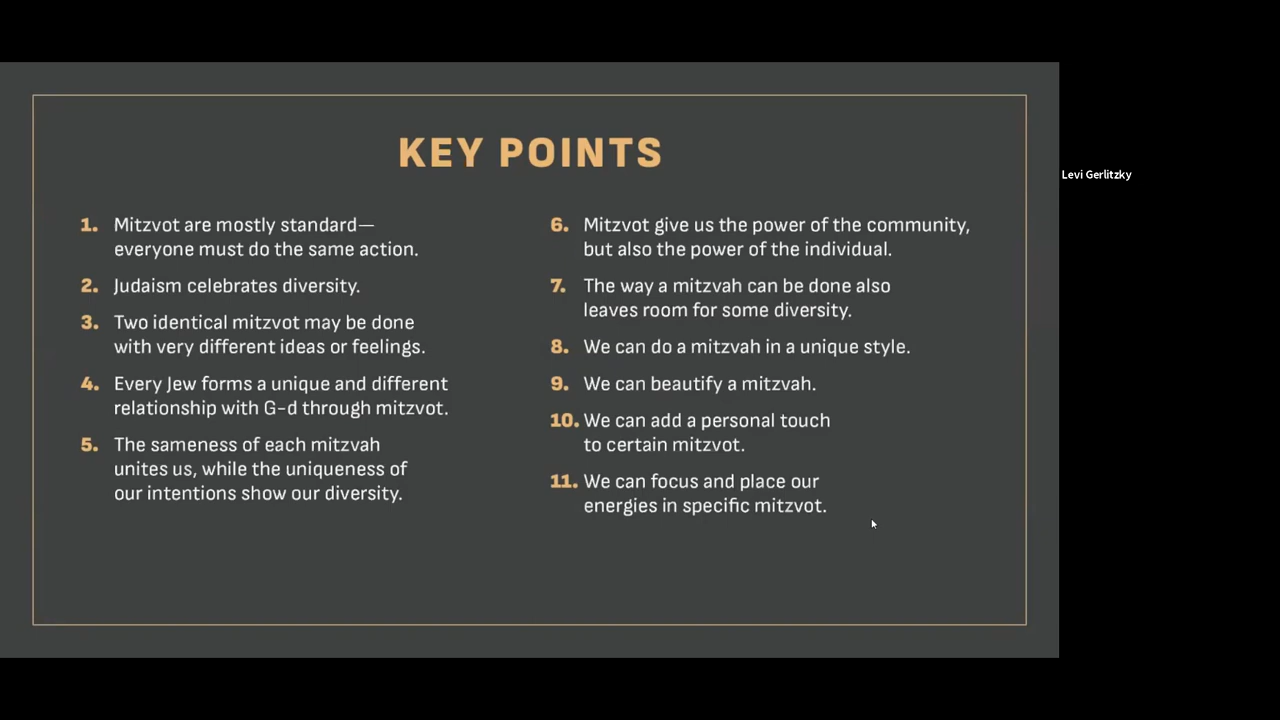 KEY POINTS
1. Mitzvot are mostly standard—
everyone must do the same action.
2. Judaism celebrates diversity.
3. Two identical mitzvot may be done
with very different ideas or feelings.
4. Every Jew forms a unique and different
relationship with G-d through mitzvot.
5. The sameness of each mitzvah
unites us, while the uniqueness of
our intentions show our diversity.
6. Mitzvot give us the power of the community,
but also the power of the individual.
7. The way a mitzvah can be done also
leaves room for some diversity.
8. We can do a mitzvah in a unique style.
9. We can beautify a mitzvah.
10. We can add a personal touch
to certain mitzvot.
11. We can focus and place our
energies in specific mitzvot.
Levi Gerlitzky